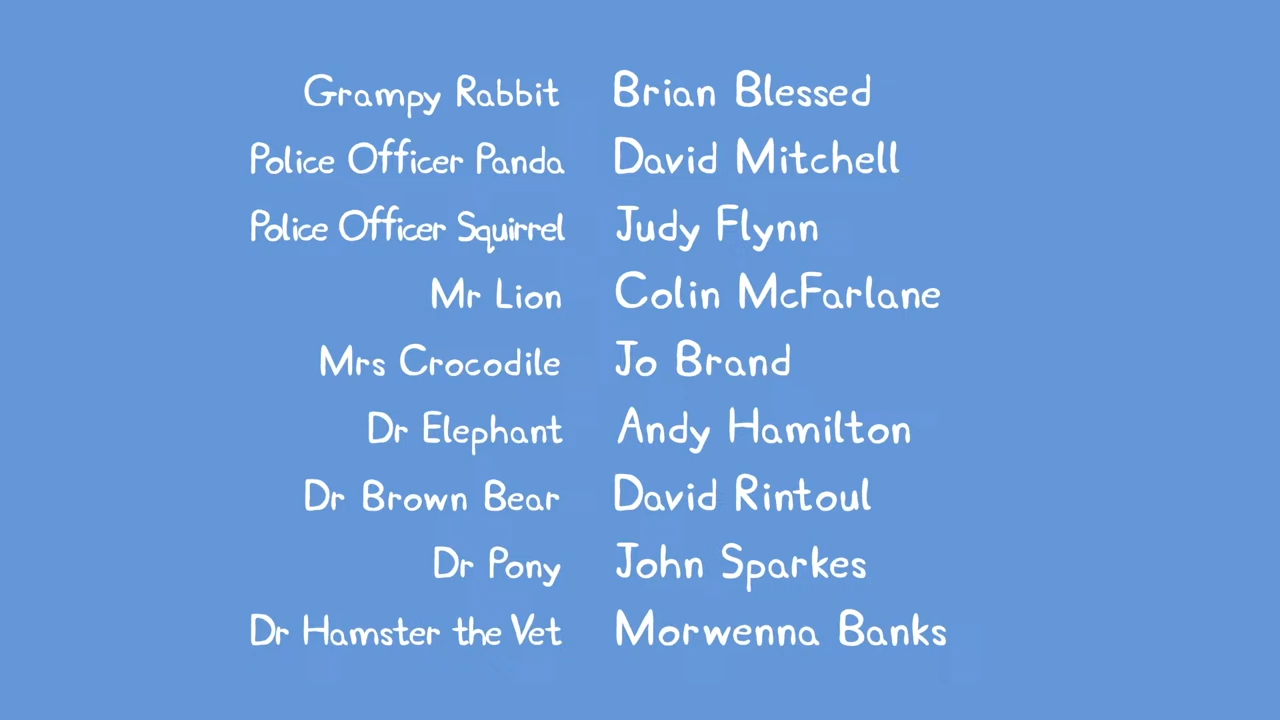 Grampy Rabbit Brian Blessed
Police Officer Panda David Mitchell
Police Officer Squirrel Judy Flynn
Mr Lion Colin McFarlane
Mrs Crocodile Jo Brand
Dr Elephant Andy Hamilton
Dr Brown Bear David Rintoul
Dr Pony John Sparkes
Dr Hamster the Vet Morwenna Banks